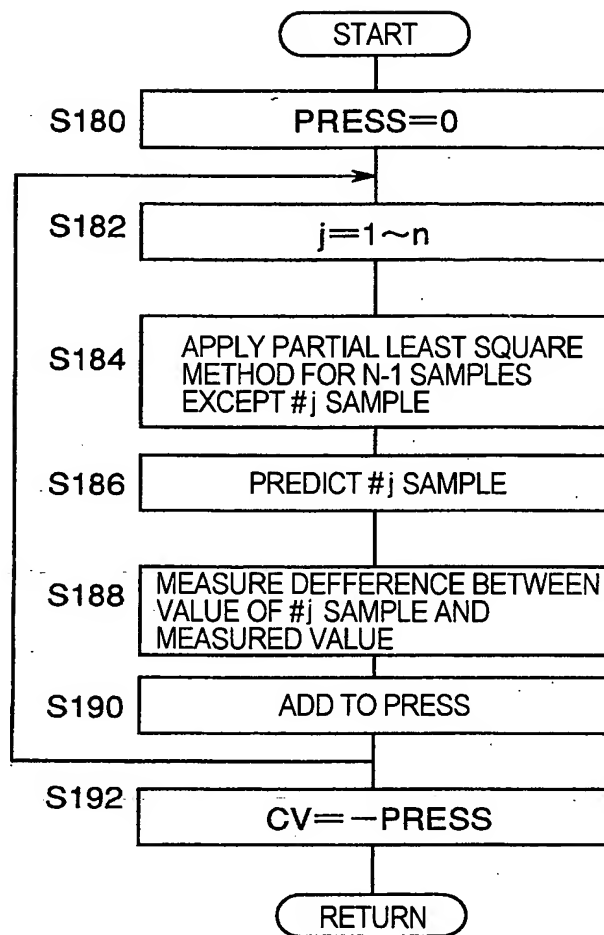 START
S180
PRESS=0
S182
j=1~n
S184
APPLY PARTIAL LEAST SQUARE
METHOD FOR N-1 SAMPLES
EXCEPT #j SAMPLE
S186
PREDICT #j SAMPLE
S188
MEASURE DEFFERENCE BETWEEN
VALUE OF #j SAMPLE AND
MEASURED VALUE
S190
ADD TO PRESS
S192
CV=-PRESS
RETURN